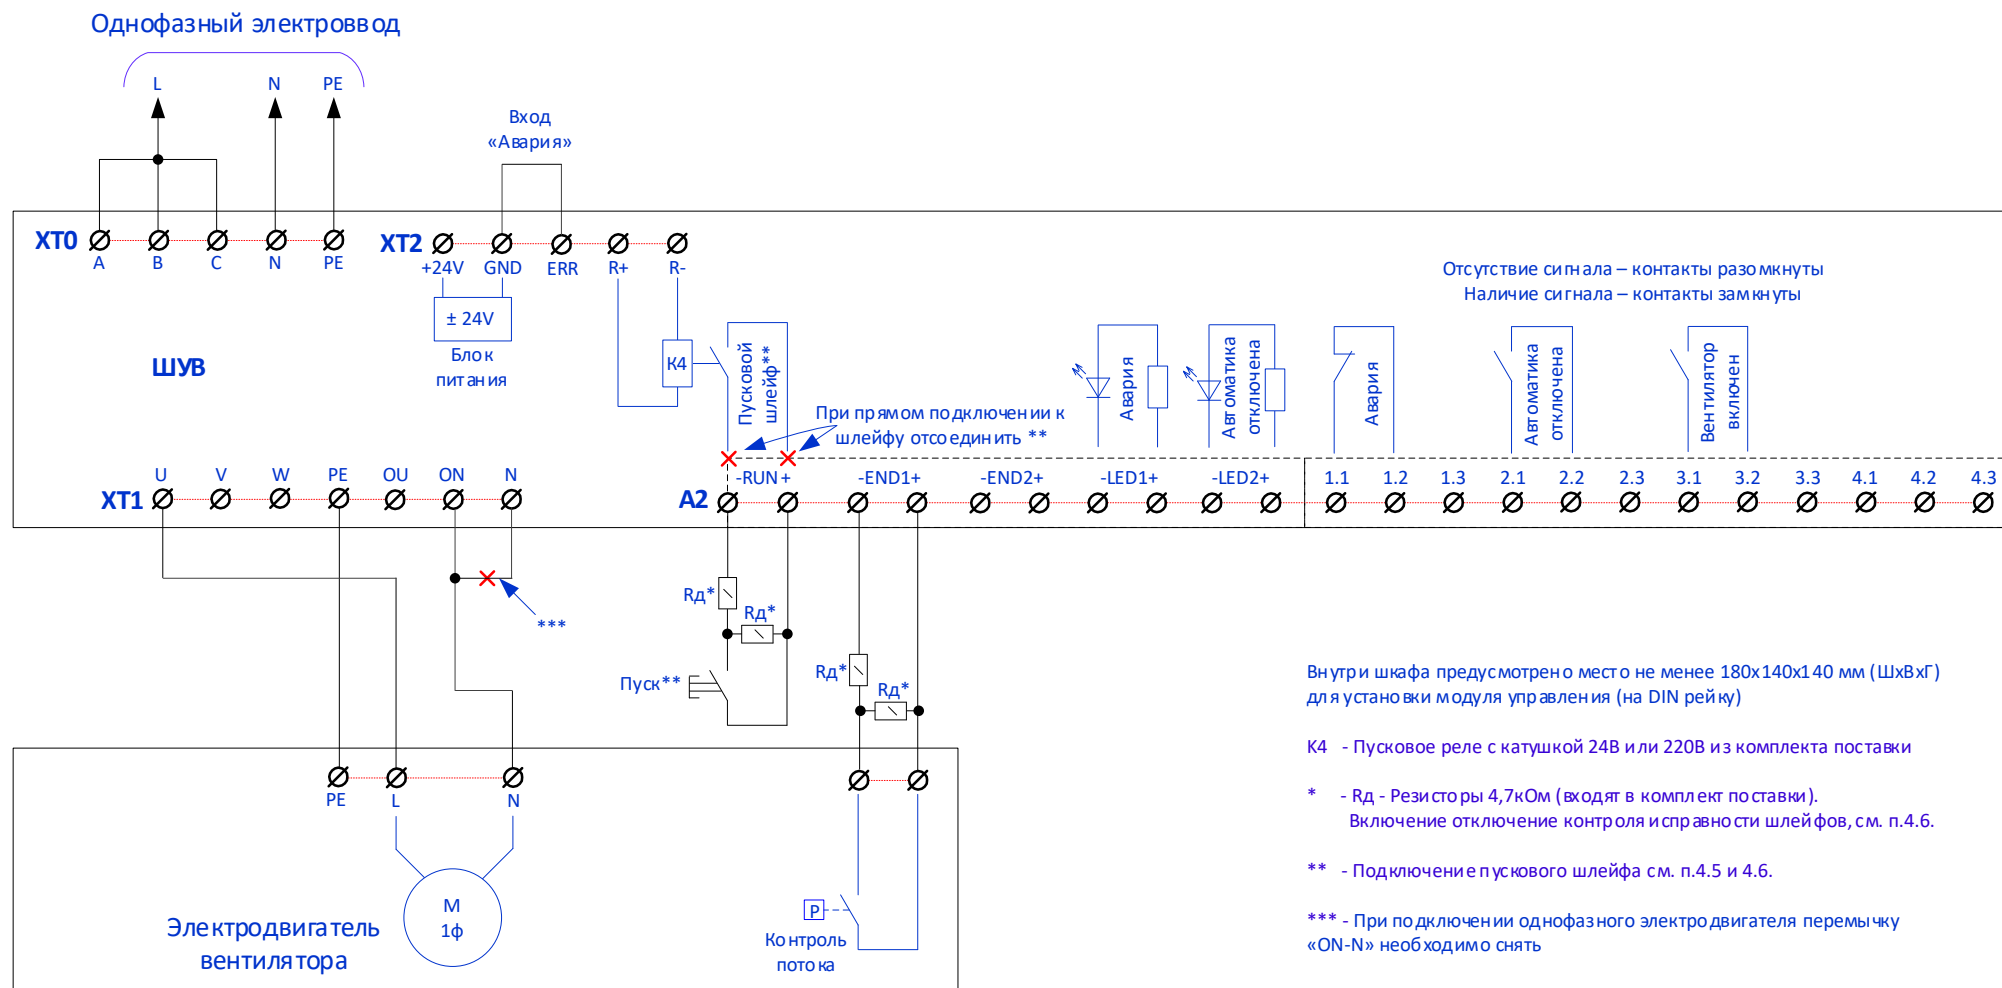 Однофазный электроввод
L N PE
Вход
«Авария»
XT0
A B C N PE
XT2
+24V GND ERR R+ R-
± 24V
Блок
питания
ШУВ
K4
Пусковой
шлейф**
При прямом подключении к
шлейфу отсоединить **
Авария
Автоматика
отключена
Отсутствие сигнала – контакты разомкнуты
Наличие сигнала – контакты замкнуты
Авария
Автоматика
отключена
Вентилятор
включен
XT1
U V W PE OU ON N
A2
-RUN+ -END1+ -END2+ -LED1+ -LED2+ 1.1 1.2 1.3 2.1 2.2 2.3 3.1 3.2 3.3 4.1 4.2 4.3
***
Rд*
Rд*
Пуск**
Rд*
Rд*
PE L N
M
1ф
Электродвигатель
вентилятора
P
Контроль
потока
Внутри шкафа предусмотрено место не менее 180х140х140 мм (ШхВхГ)
для установки модуля управления (на DIN рейку)
К4 - Пусковое реле с катушкой 24В или 220В из комплекта поставки
* - Rд - Резисторы 4,7кОм (входят в комплект поставки).
Включение отключение контроля исправности шлейфов, см. п.4.6.
** - Подключение пускового шлейфа см. п.4.5 и 4.6.
*** - При подключении однофазного электродвигателя перемычку
«ON-N» необходимо снять